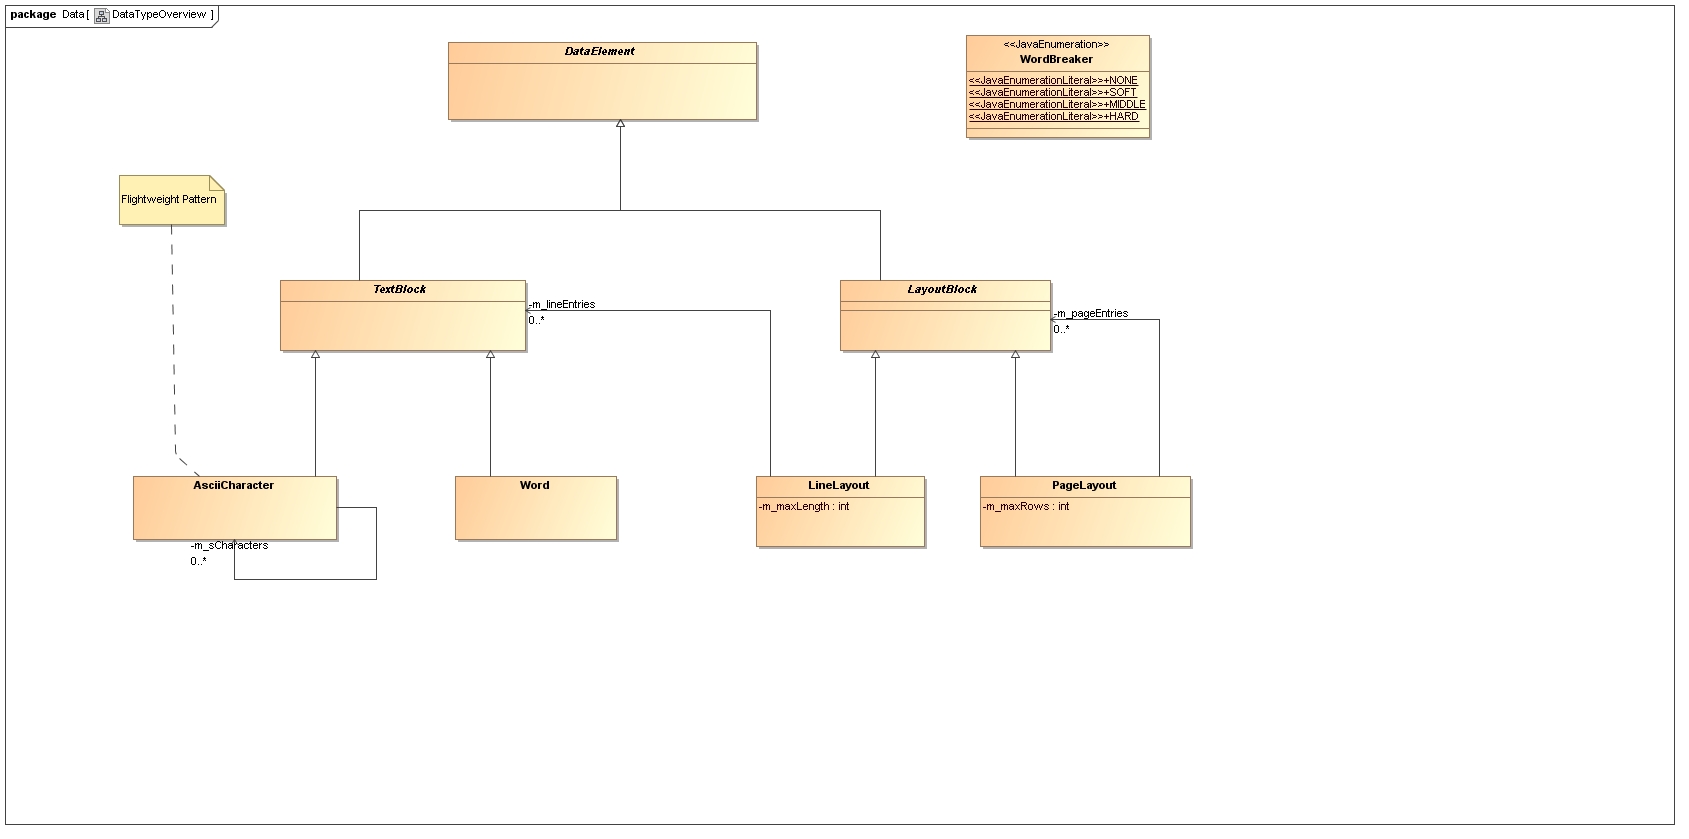 package Data[ DataTypeOverview ]
DataElement
<<JavaEnumeration>>
WordBreaker
<<JavaEnumerationLiteral>>+NONE
<<JavaEnumerationLiteral>>+SOFT
<<JavaEnumerationLiteral>>+MIDDLE
<<JavaEnumerationLiteral>>+HARD
Flightweight Pattern
TextBlock
-m_lineEntries
0..*
LayoutBlock
-m_pageEntries
0..*
AsciiCharacter
-m_sCharacters
0..*
Word
LineLayout
-m_maxLength : int
PageLayout
-m_maxRows : int